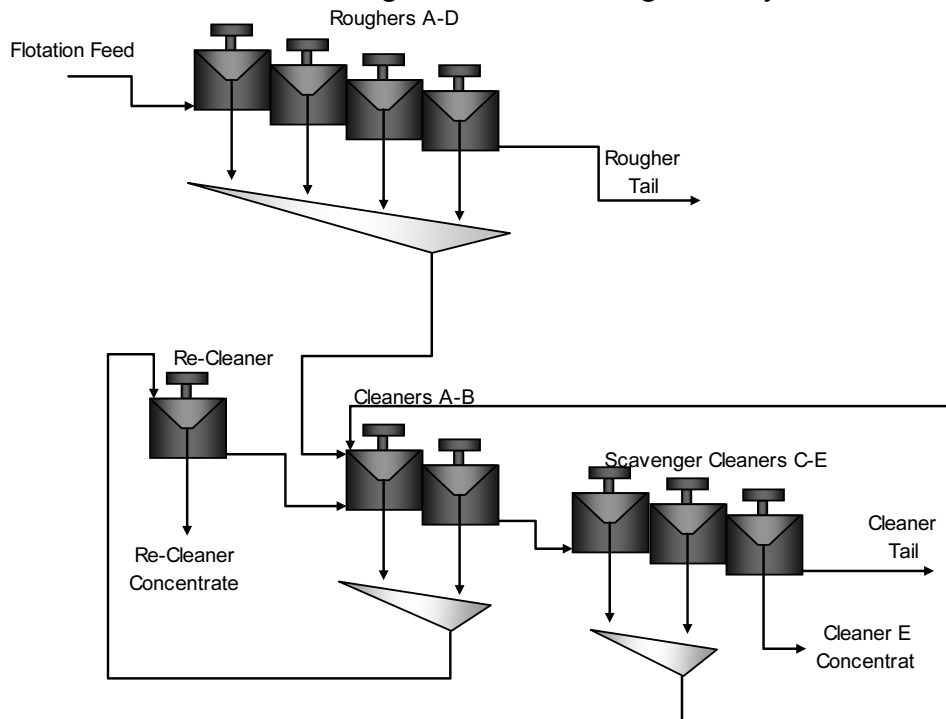 Roughers A-D
Flotation Feed
Rougher
Tail
Re-Cleaner
Cleaners A-B
Scavenger Cleaners C-E
Cleaner
Tail
Re-Cleaner
Concentrate
Cleaner E
Concentrat